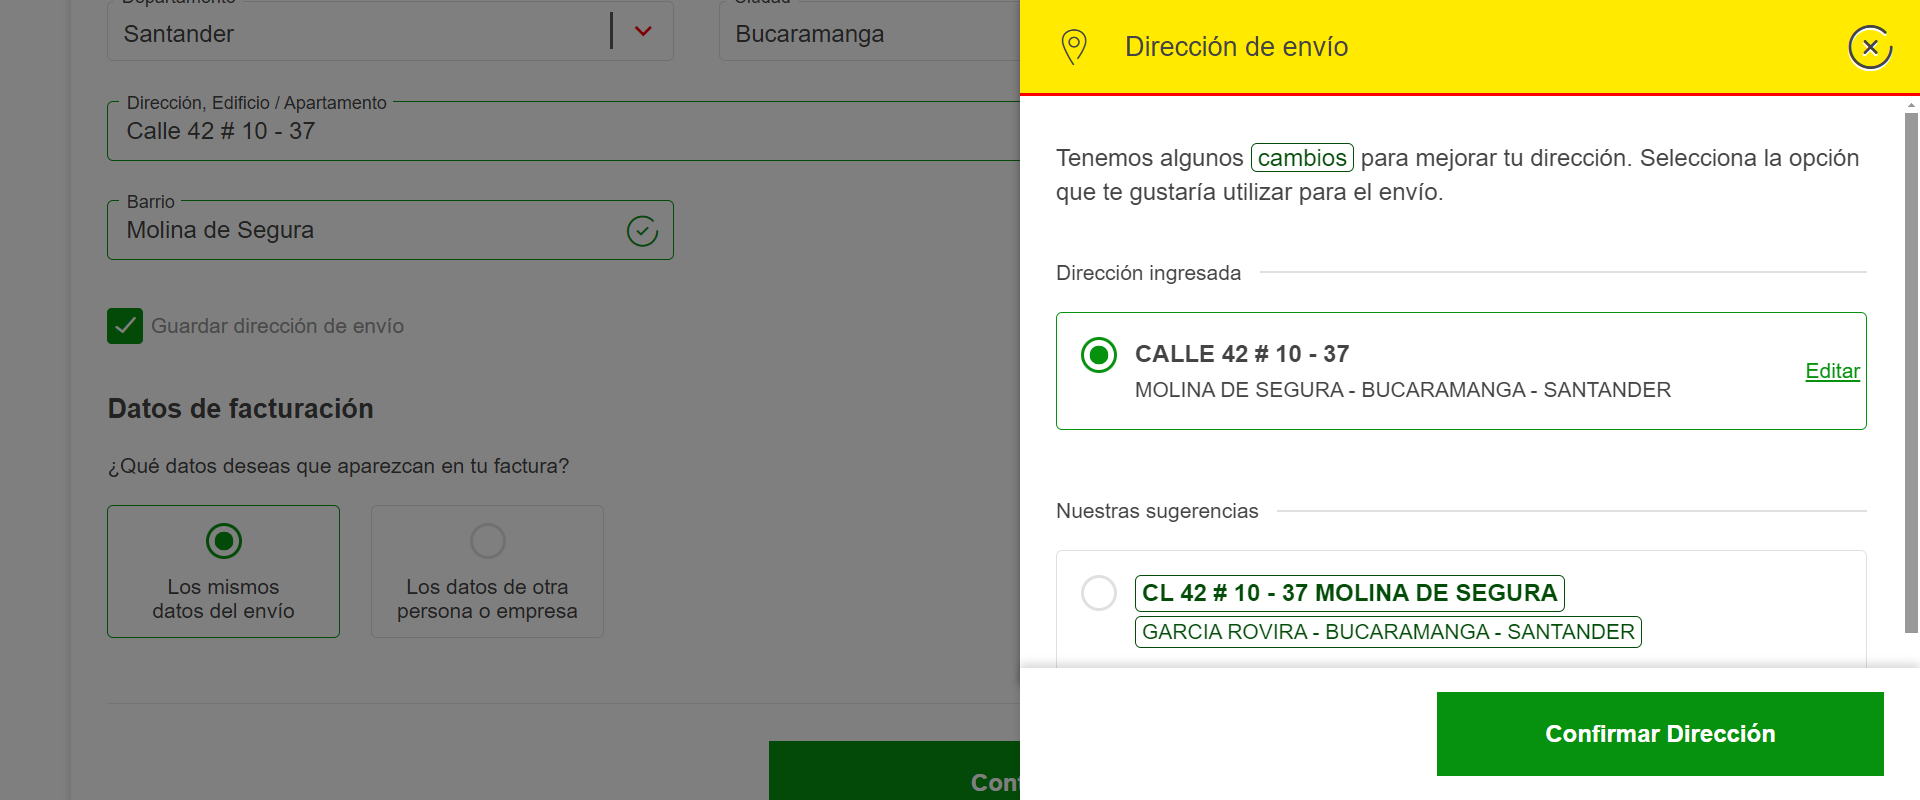 Santander
Bucaramanga
Dirección, Edificio / Apartamento
Calle 42 # 10 - 37
Barrio
Molina de Segura
Guardar dirección de envío
Datos de facturación
¿Qué datos deseas que aparezcan en tu factura?
Los mismos
datos del envío
Los datos de otra
persona o empresa
Dirección de envío
Tenemos algunos cambios para mejorar tu dirección. Selecciona la opción
que te gustaría utilizar para el envío.
Dirección ingresada
CALLE 42 # 10 - 37
MOLINA DE SEGURA - BUCARAMANGA - SANTANDER
Editar
Nuestras sugerencias
CL 42 # 10 - 37 MOLINA DE SEGURA
GARCIA ROVIRA - BUCARAMANGA - SANTANDER
Confirmar Dirección